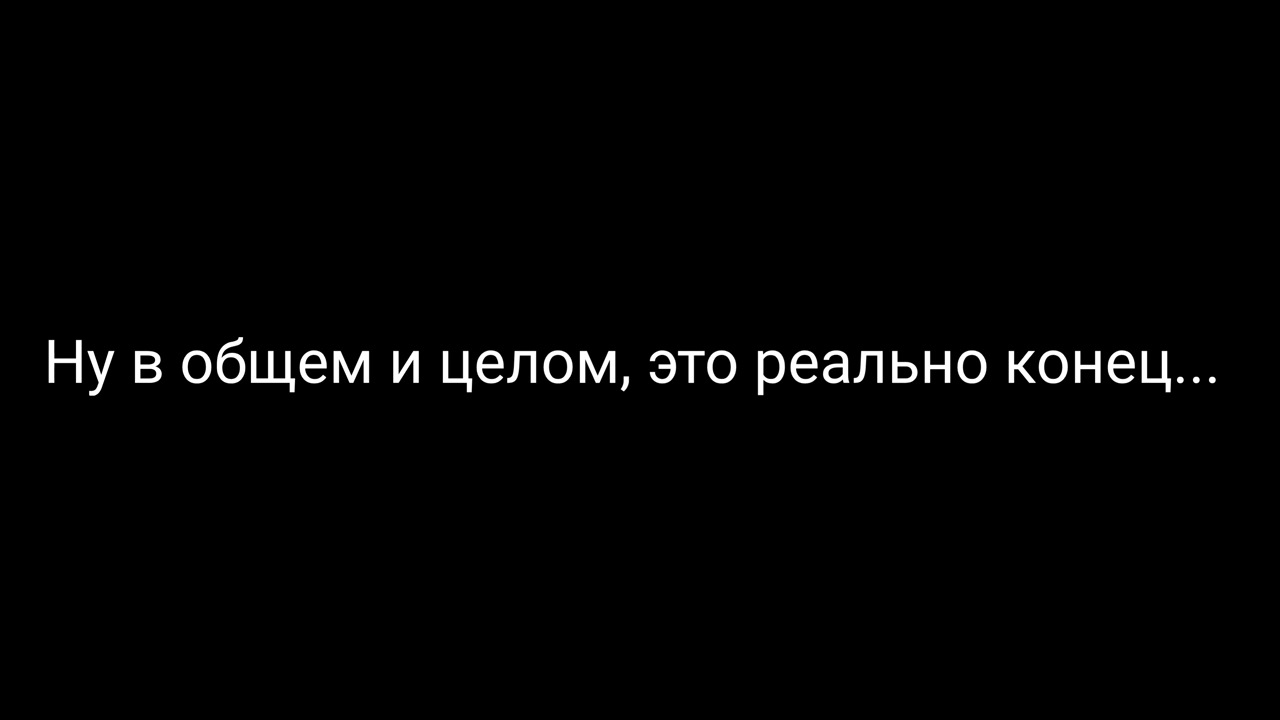 Ну в общем и целом, это реально конец...